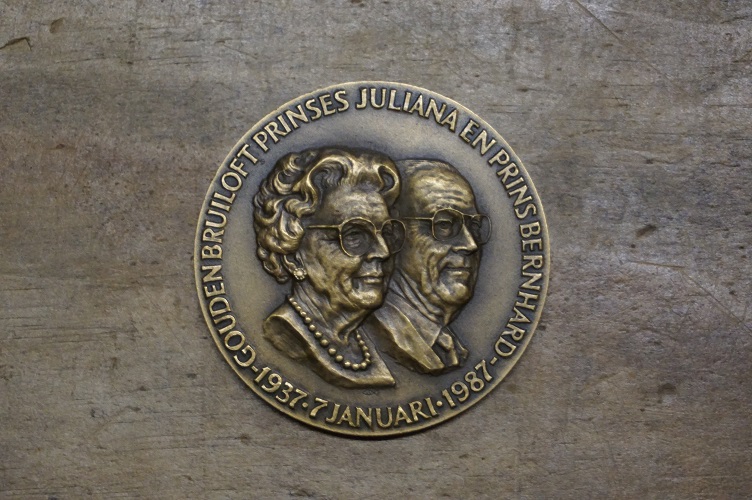 GOUDEN BRUILOFT PRINSES JULIANA EN PRINS BERNHARD-
-1937·7 JANUARI·1987-